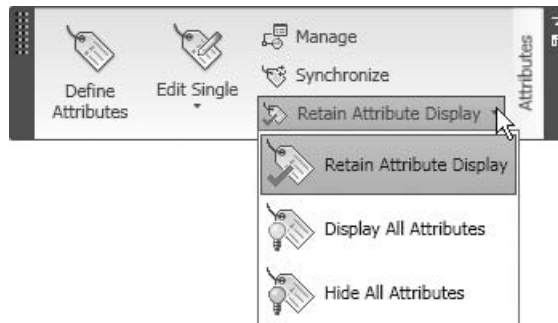 Define
Attributes
Edit Single
Manage
Synchronize
Retain Attribute Display
Attributes
Retain Attribute Display
Display All Attributes
Hide All Attributes